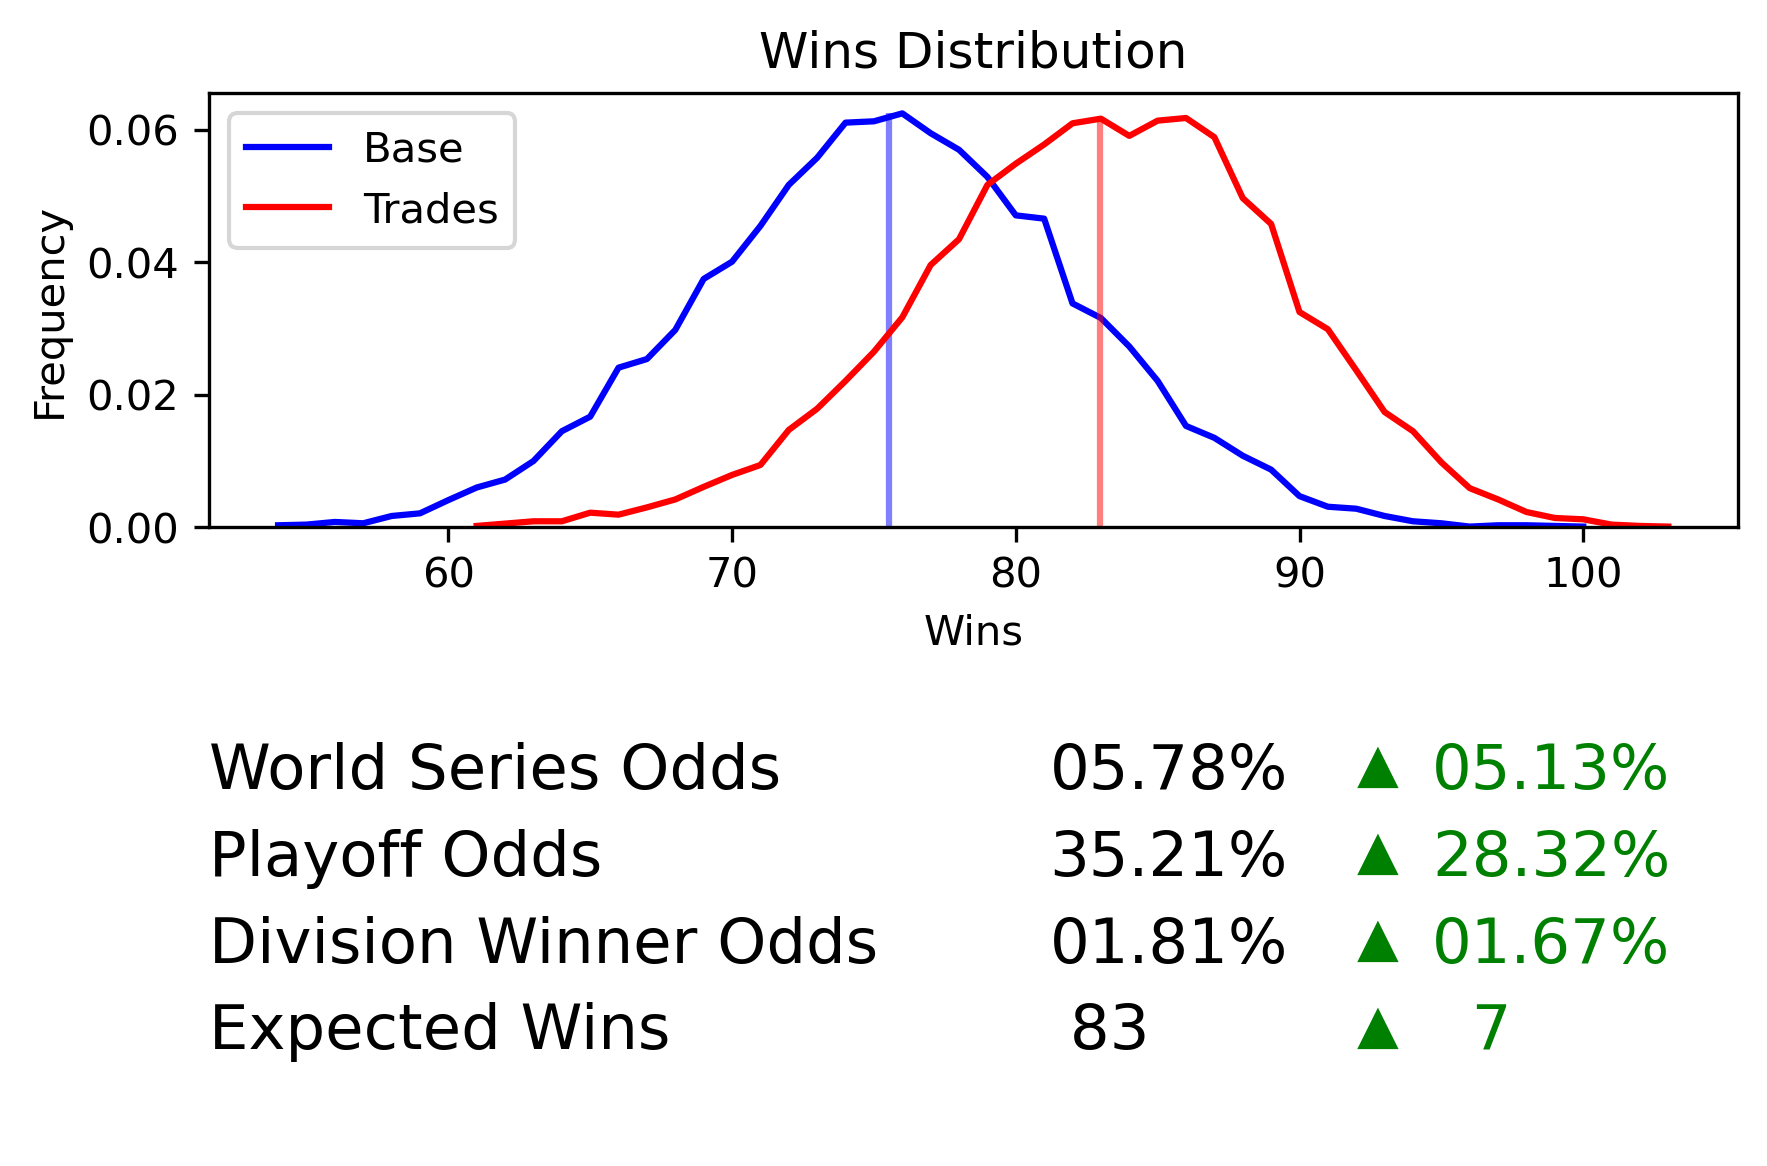 Wins Distribution
Base
Trades
Frequency
0.06
0.04
0.02
0.00
60 70 80 90 100
Wins
World Series Odds 05.78% ▲ 05.13%
Playoff Odds 35.21% ▲ 28.32%
Division Winner Odds 01.81% ▲ 01.67%
Expected Wins 83 ▲ 7